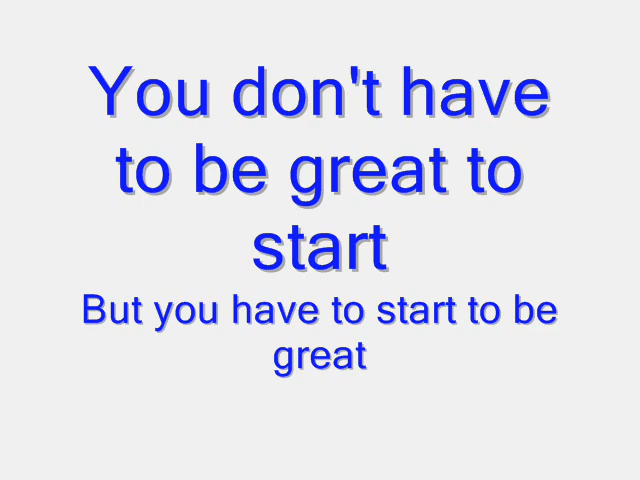 You don't have
to be great to
start
But you have to start to be
great